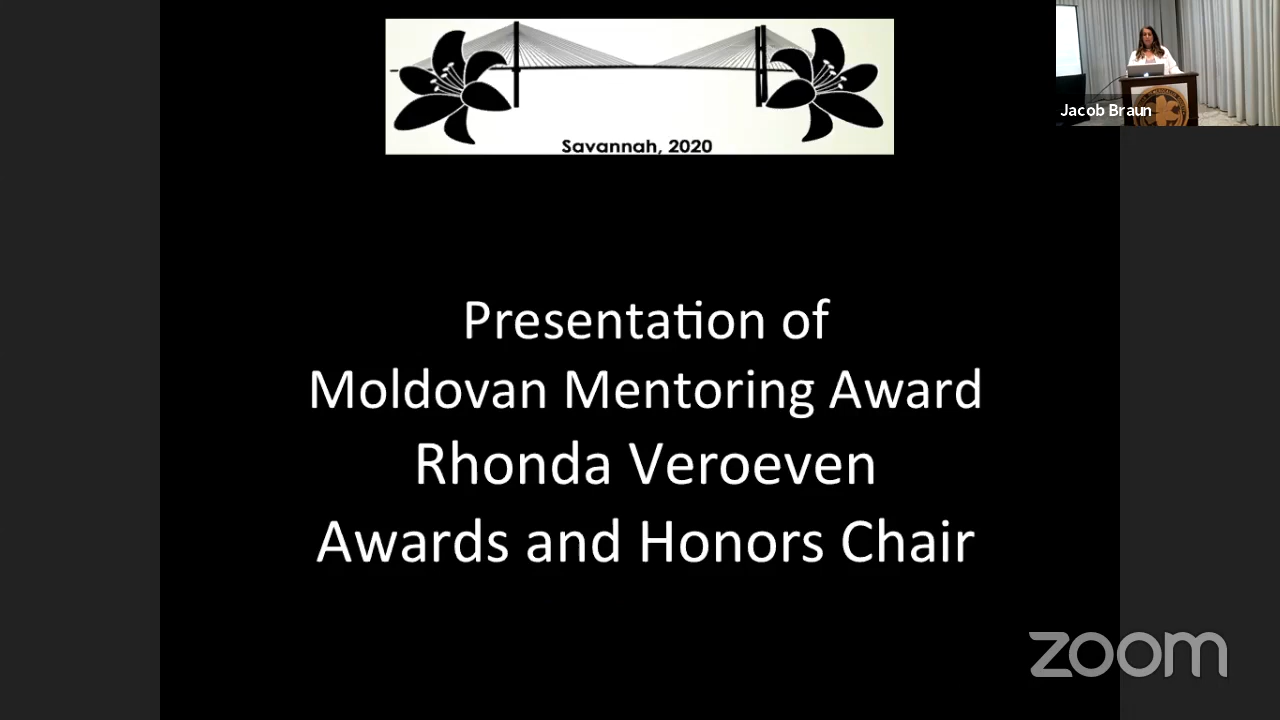 Savannah, 2020
Jacob Braun
Presentation of
Moldovan Mentoring Award
Rhonda Veroeven
Awards and Honors Chair
zoom